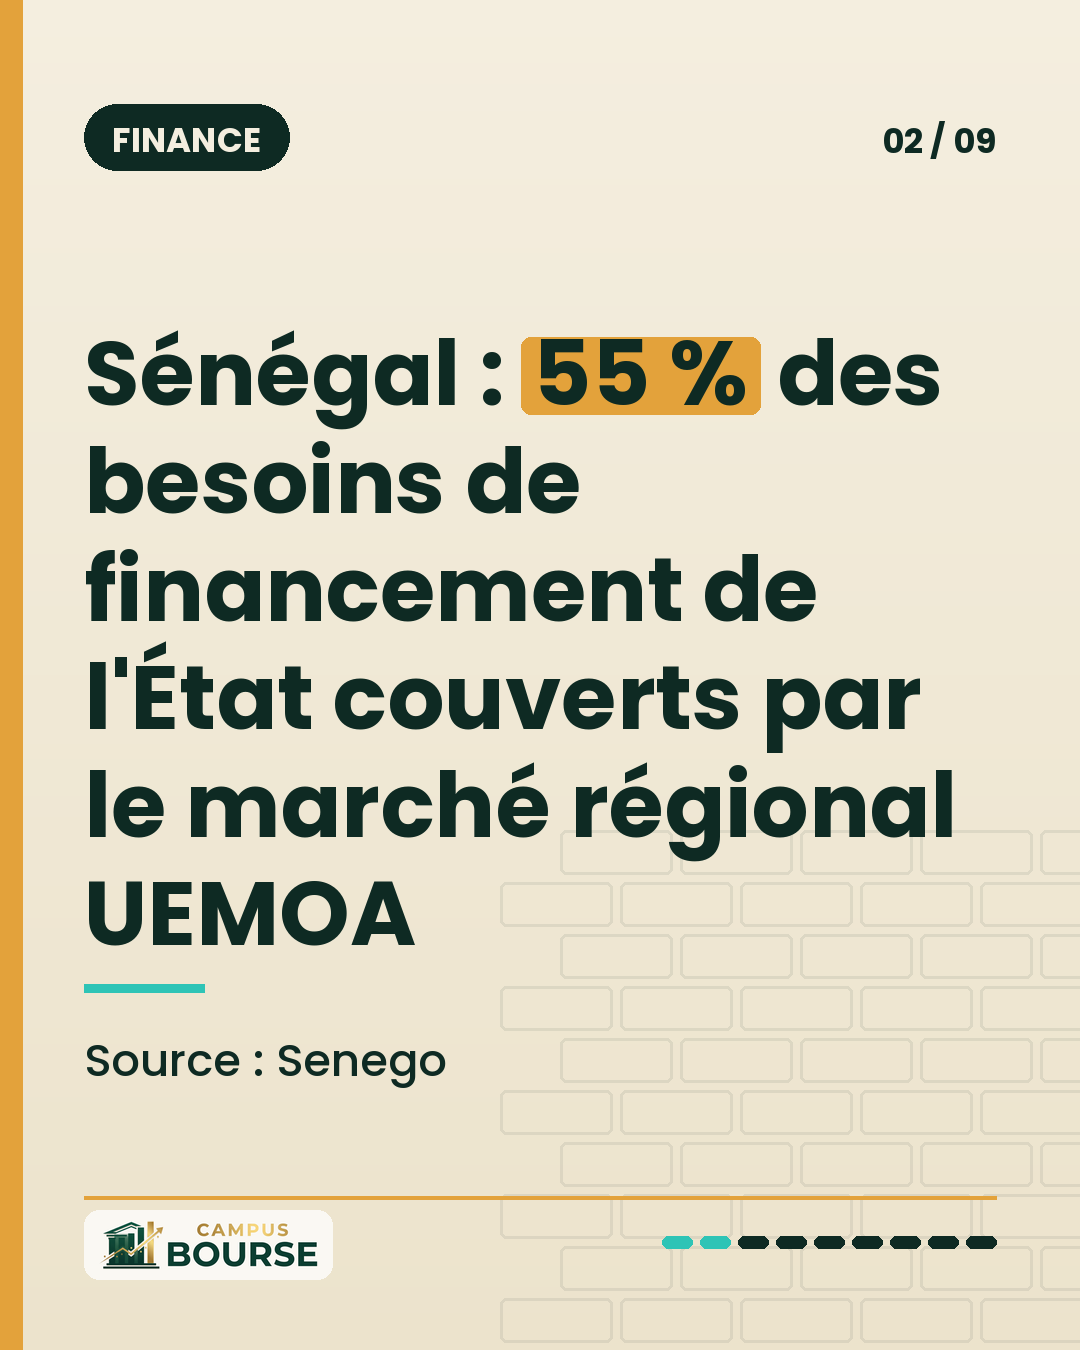 FINANCE
02 / 09
Sénégal : 55 % des
besoins de
financement de
l'État couverts par
le marché régional
UEMOA
Source : Senego
CAMPUS
BOURSE